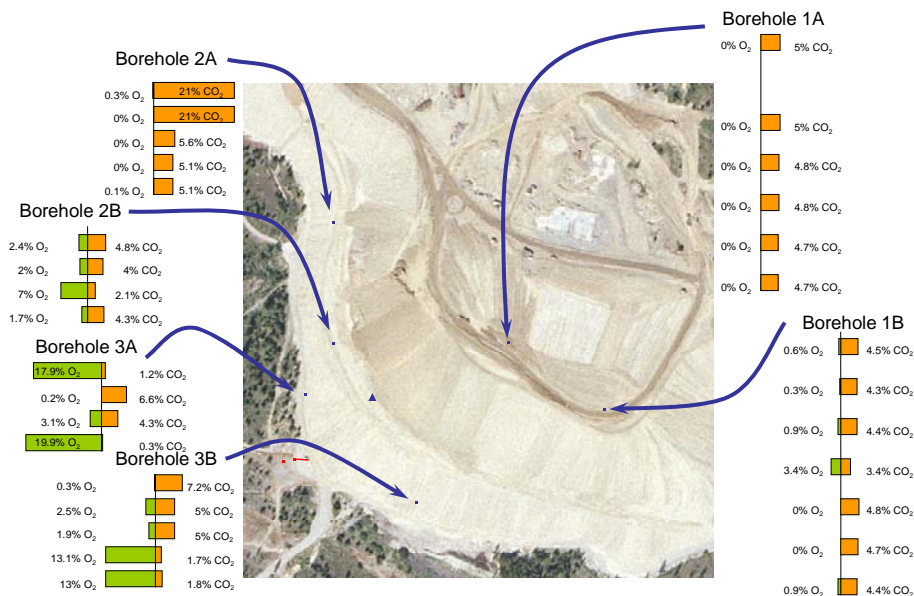 Borehole 2A
0.3% O₂ 21% CO₂
0% O₂ 21% CO₂
0% O₂ 5.6% CO₂
0% O₂ 5.1% CO₂
0.1% O₂ 5.1% CO₂
Borehole 2B
2.4% O₂ 4.8% CO₂
2% O₂ 4% CO₂
7% O₂ 2.1% CO₂
1.7% O₂ 4.3% CO₂
Borehole 3A
17.9% O₂ 1.2% CO₂
0.2% O₂ 6.6% CO₂
3.1% O₂ 4.3% CO₂
19.9% O₂ 0.3% CO₂
Borehole 3B
0.3% O₂ 7.2% CO₂
2.5% O₂ 5% CO₂
1.9% O₂ 5% CO₂
13.1% O₂ 1.7% CO₂
13% O₂ 1.8% CO₂
Borehole 1A
0% O₂ 5% CO₂
0% O₂ 5% CO₂
0% O₂ 4.8% CO₂
0% O₂ 4.8% CO₂
0% O₂ 4.7% CO₂
0% O₂ 4.7% CO₂
Borehole 1B
0.6% O₂ 4.5% CO₂
0.3% O₂ 4.3% CO₂
0.9% O₂ 4.4% CO₂
3.4% O₂ 3.4% CO₂
0% O₂ 4.8% CO₂
0% O₂ 4.7% CO₂
0.9% O₂ 4.4% CO₂